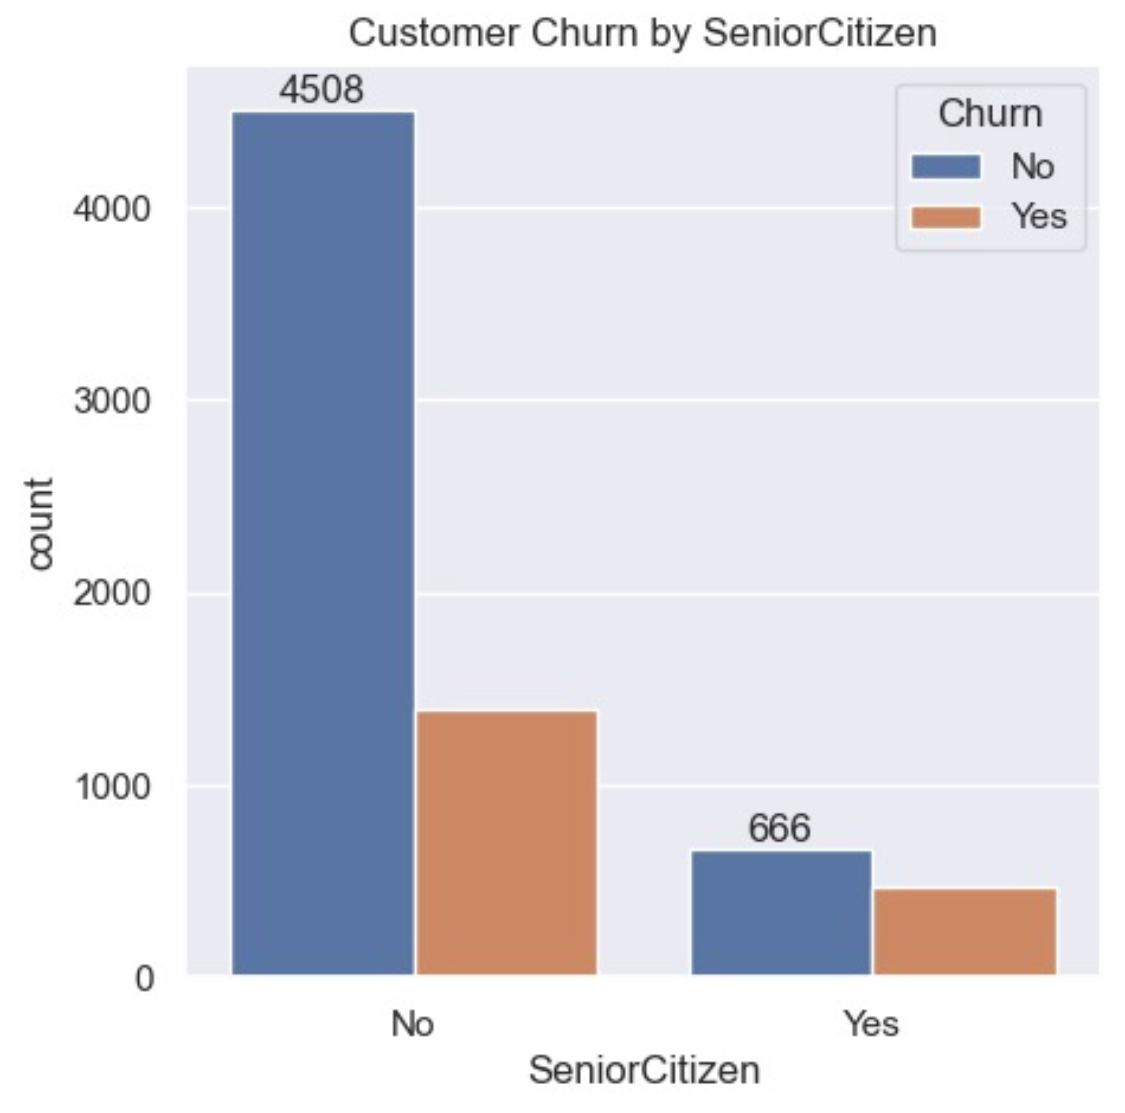 Customer Churn by SeniorCitizen
4508
Churn
No
Yes
4000
3000
2000
1000
0
count
666
No
Yes
SeniorCitizen